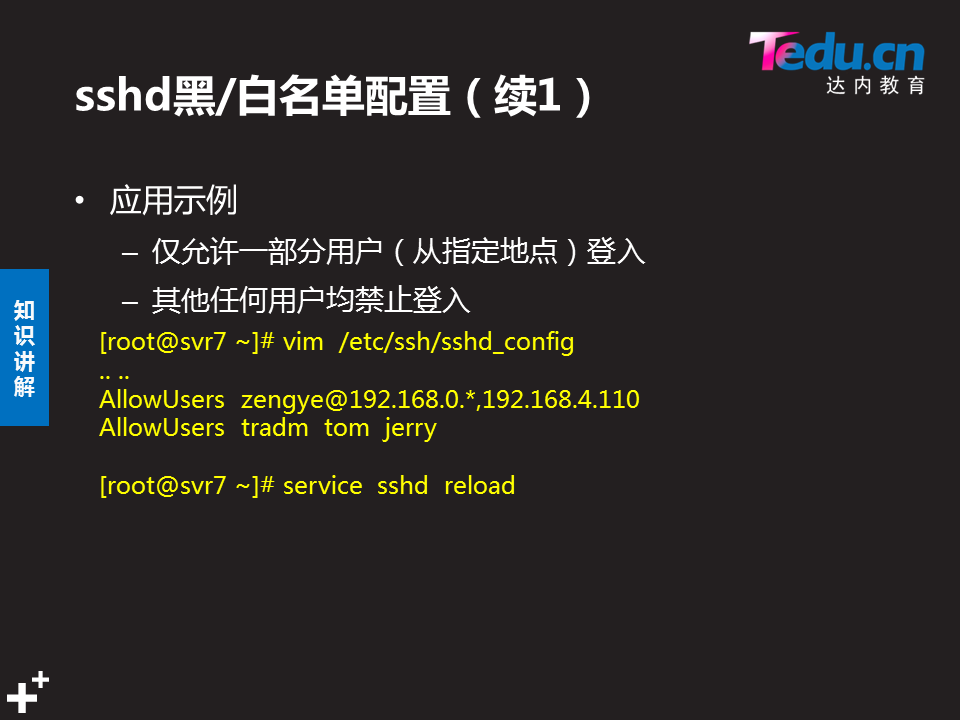 Tedu.cn
达内教育
sshd黑/白名单配置（续1）
• 应用示例
– 仅允许一部分用户（从指定地点）登入
– 其他任何用户均禁止登入
知识讲解
[root@svr7 ~]# vim /etc/ssh/sshd_config
.. ..
AllowUsers zengye@192.168.0.*,192.168.4.110
AllowUsers tradm tom jerry
[root@svr7 ~]# service sshd reload